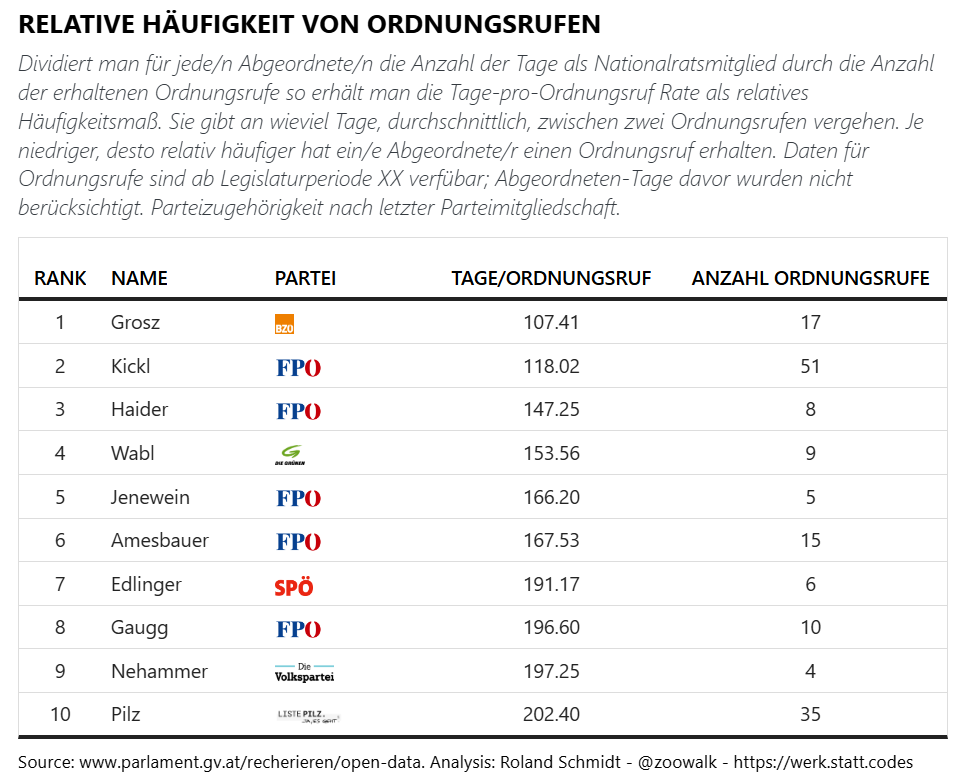 RELATIVE HÄUFIGKEIT VON ORDNUNGSRUFEN
Dividiert man für jede/n Abgeordnete/n die Anzahl der Tage als Nationalratsmitglied durch die Anzahl
der erhaltenen Ordnungsrufe so erhält man die Tage-pro-Ordnungsruf Rate als relatives
Häufigkeitsmaß. Sie gibt an wieviel Tage, durchschnittlich, zwischen zwei Ordnungsrufen vergehen. Je
niedriger, desto relativ häufiger hat ein/e Abgeordnete/r einen Ordnungsruf erhalten. Daten für
Ordnungsrufe sind ab Legislaturperiode XX verfübar; Abgeordneten-Tage davor wurden nicht
berücksichtigt. Parteizugehörigkeit nach letzter Parteimitgliedschaft.
RANK NAME PARTEI TAGE/ORDNUNGSRUF ANZAHL ORDNUNGSRUFE
1 Grosz BZÖ 107.41 17
2 Kickl FPO 118.02 51
3 Haider FPO 147.25 8
4 Wabl DIE GRÜNEN 153.56 9
5 Jenewein FPO 166.20 5
6 Amesbauer FPO 167.53 15
7 Edlinger SPÖ 191.17 6
8 Gaugg FPO 196.60 10
9 Nehammer Die Volkspartei 197.25 4
10 Pilz LISTE PILZ. JA, ES GEHT 202.40 35
Source: www.parlament.gv.at/recherieren/open-data. Analysis: Roland Schmidt - @zoowalk - https://werk.statt.codes